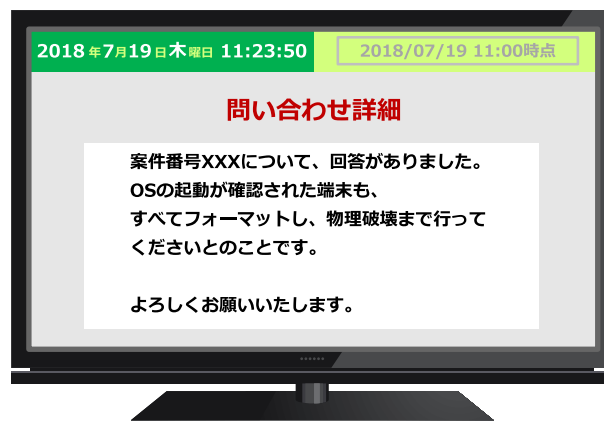 2018年7月19日木曜日 11:23:50
2018/07/19 11:00時点
問い合わせ詳細
案件番号XXXについて、回答がありました。
OSの起動が確認された端末も、
すべてフォーマットし、物理破壊まで行って
くださいとのことです。
よろしくお願いいたします。